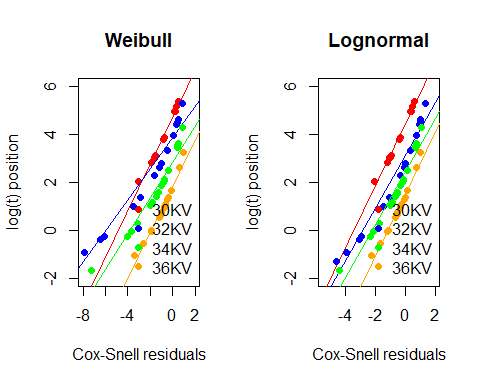 Weibull
log(t) position
6
4
2
0
-2
30KV
32KV
34KV
36KV
-8 -4 0 2
Cox-Snell residuals
Lognormal
log(t) position
6
4
2
0
-2
30KV
32KV
34KV
36KV
-4 -2 0 2
Cox-Snell residuals